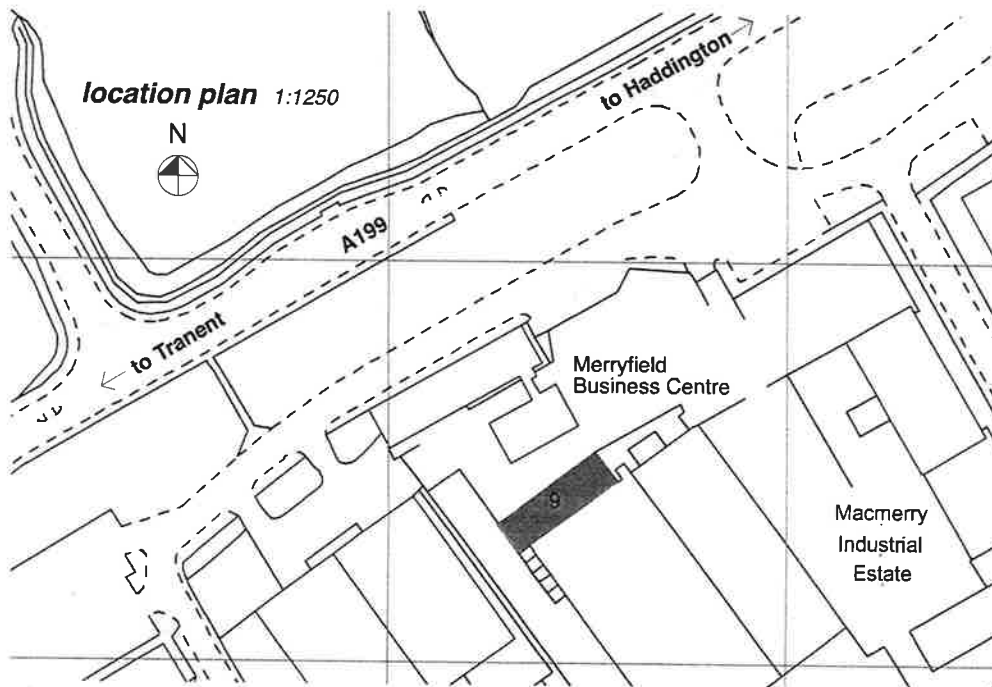 location plan 1:1250
N
to Haddington
A199
to Tranent
Merryfield
Business Centre
9
Macmerry
Industrial
Estate